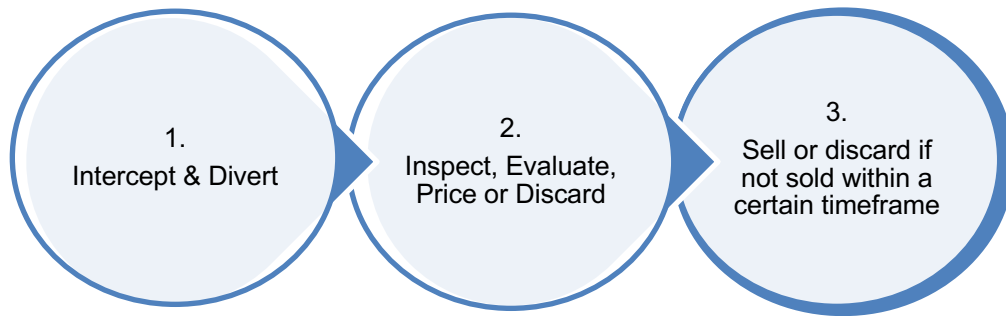 1.
Intercept & Divert
2.
Inspect, Evaluate,
Price or Discard
3.
Sell or discard if
not sold within a
certain timeframe